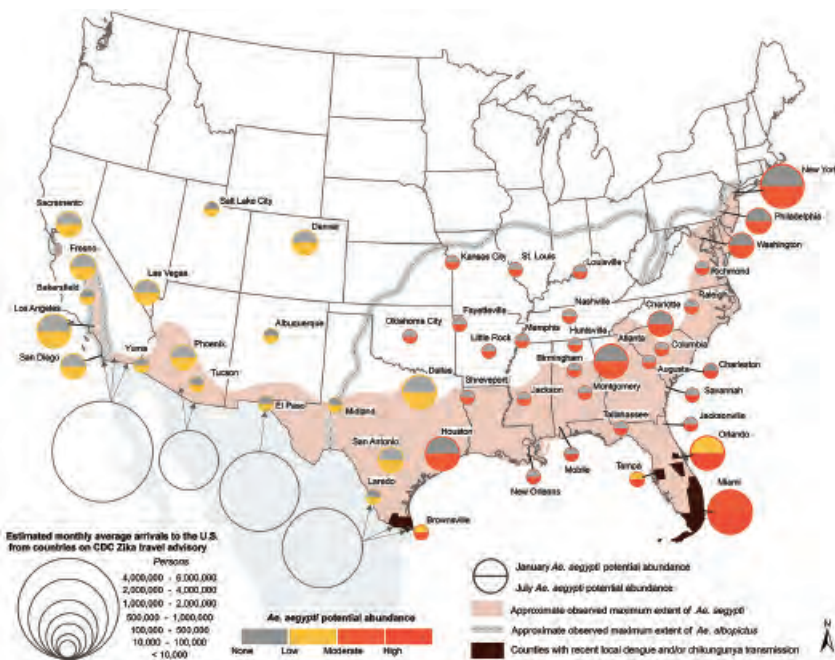 New York
Philadelphia
Washington
Richmond
Raleigh
Charlotte
Columbia
Charleston
Augusta
Savannah
Jacksonville
Orlando
Tampa
Miami
Tallahassee
Atlanta
Huntsville
Birmingham
Montgomery
Mobile
New Orleans
Jackson
Memphis
Nashville
Louisville
St. Louis
Kansas City
Fayetteville
Little Rock
Oklahoma City
Shreveport
Dallas
Houston
San Antonio
Laredo
Brownsville
Midland
El Paso
Albuquerque
Denver
Salt Lake City
Las Vegas
Phoenix
Tucson
Yuma
San Diego
Los Angeles
Bakersfield
Fresno
Sacramento
Estimated monthly average arrivals to the U.S.
from countries on CDC Zika travel advisory
Persons
4,000,000 - 6,000,000
2,000,000 - 4,000,000
1,000,000 - 2,000,000
500,000 - 1,000,000
100,000 - 500,000
10,000 - 100,000
< 10,000
Ae. aegypti potential abundance
None Low Moderate High
January Ae. aegypti potential abundance
July Ae. aegypti potential abundance
Approximate observed maximum extent of Ae. aegypti
Approximate observed maximum extent of Ae. albopictus
Counties with recent local dengue and/or chikungunya transmission
N